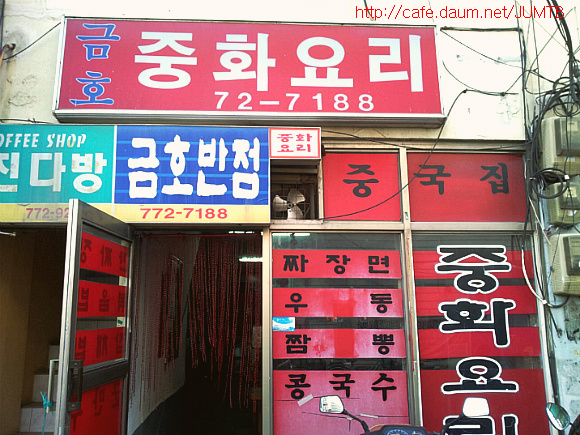 http://cafe.daum.net/JUMTB
금호
중화요리
72-7188
COFFEE SHOP
진다방
772-92
금호반점
772-7188
중화
요리
중국집
짜장면
우동
짬뽕
콩국수
중화요리